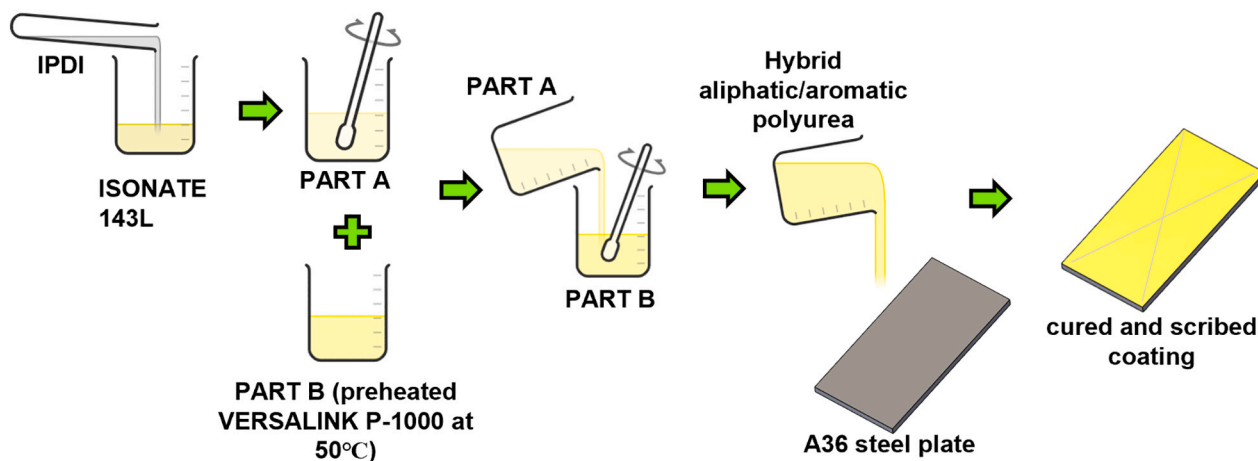 IPDI
ISONATE
143L
PART A
PART B (preheated
VERSALINK P-1000 at
50°C)
PART A
PART B
Hybrid
aliphatic/aromatic
polyurea
A36 steel plate
cured and scribed
coating